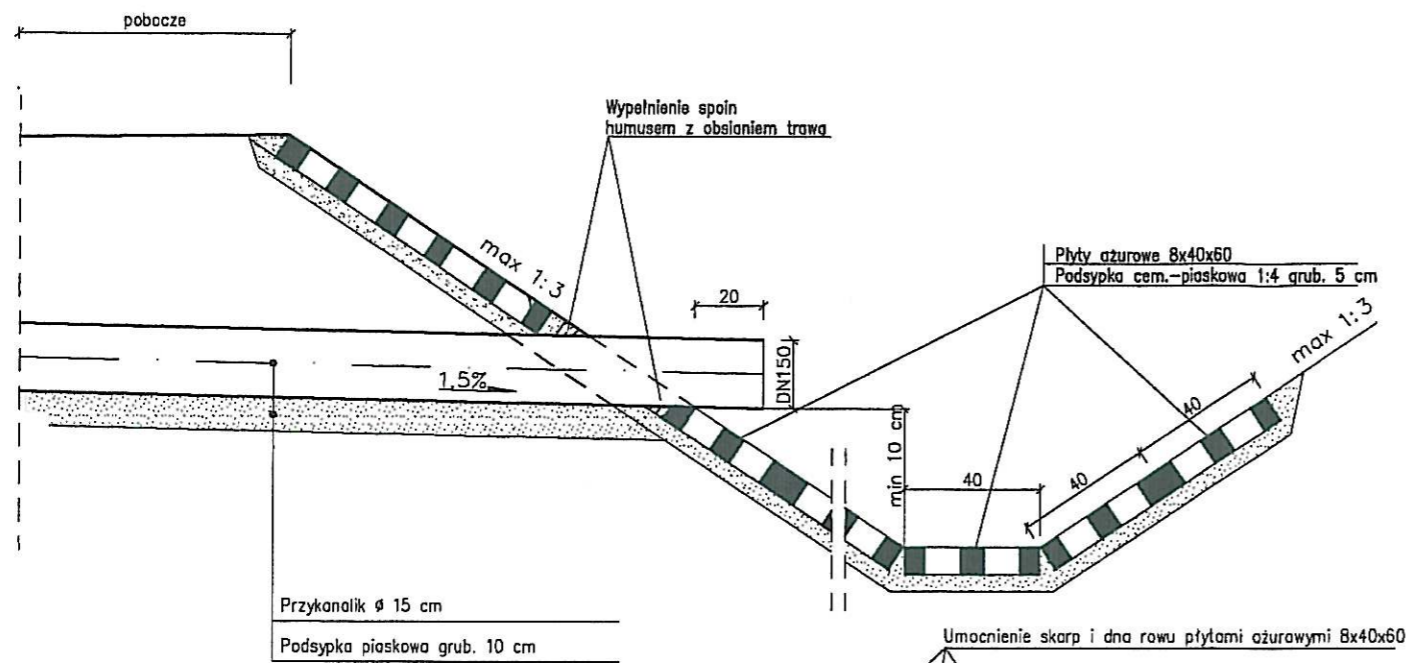 pobocze
Wypełnienie spoin
humusem z obsianiem trawa
max 1:3
Płyty ażurowe 8x40x60
Podsypka cem.-piaskowa 1:4 grub. 5 cm
20
max 1:3
DN150
1,5%
40
min 10 cm
40
40
Przykanalik ø 15 cm
Podsypka piaskowa grub. 10 cm
Umocnienie skarp i dna rowu płytami ażurawymi 8x40x60